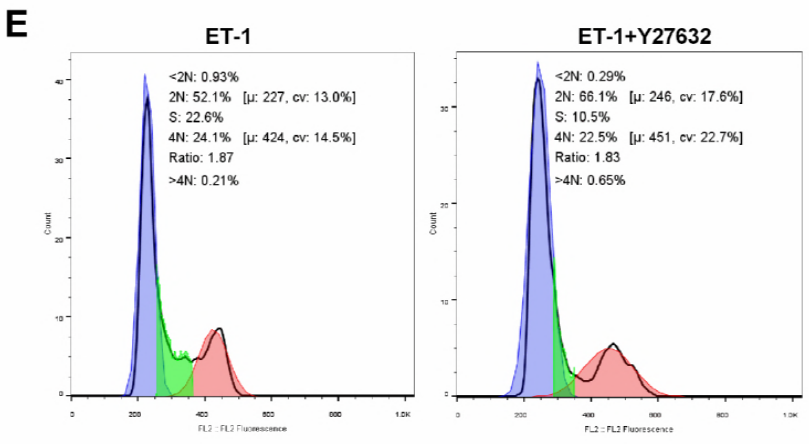 E
ET-1
<2N: 0.93%
2N: 52.1% [µ: 227, cv: 13.0%]
S: 22.6%
4N: 24.1% [µ: 424, cv: 14.5%]
Ratio: 1.87
>4N: 0.21%
Count
40
30
20
10
0
0 200 400 600 800 1.0K
FL2 :: FL2 Fluorescence
ET-1+Y27632
<2N: 0.29%
2N: 66.1% [µ: 246, cv: 17.6%]
S: 10.5%
4N: 22.5% [µ: 451, cv: 22.7%]
Ratio: 1.83
>4N: 0.65%
Count
30
20
10
0
0 200 400 600 800 1.0K
FL2 :: FL2 Fluorescence